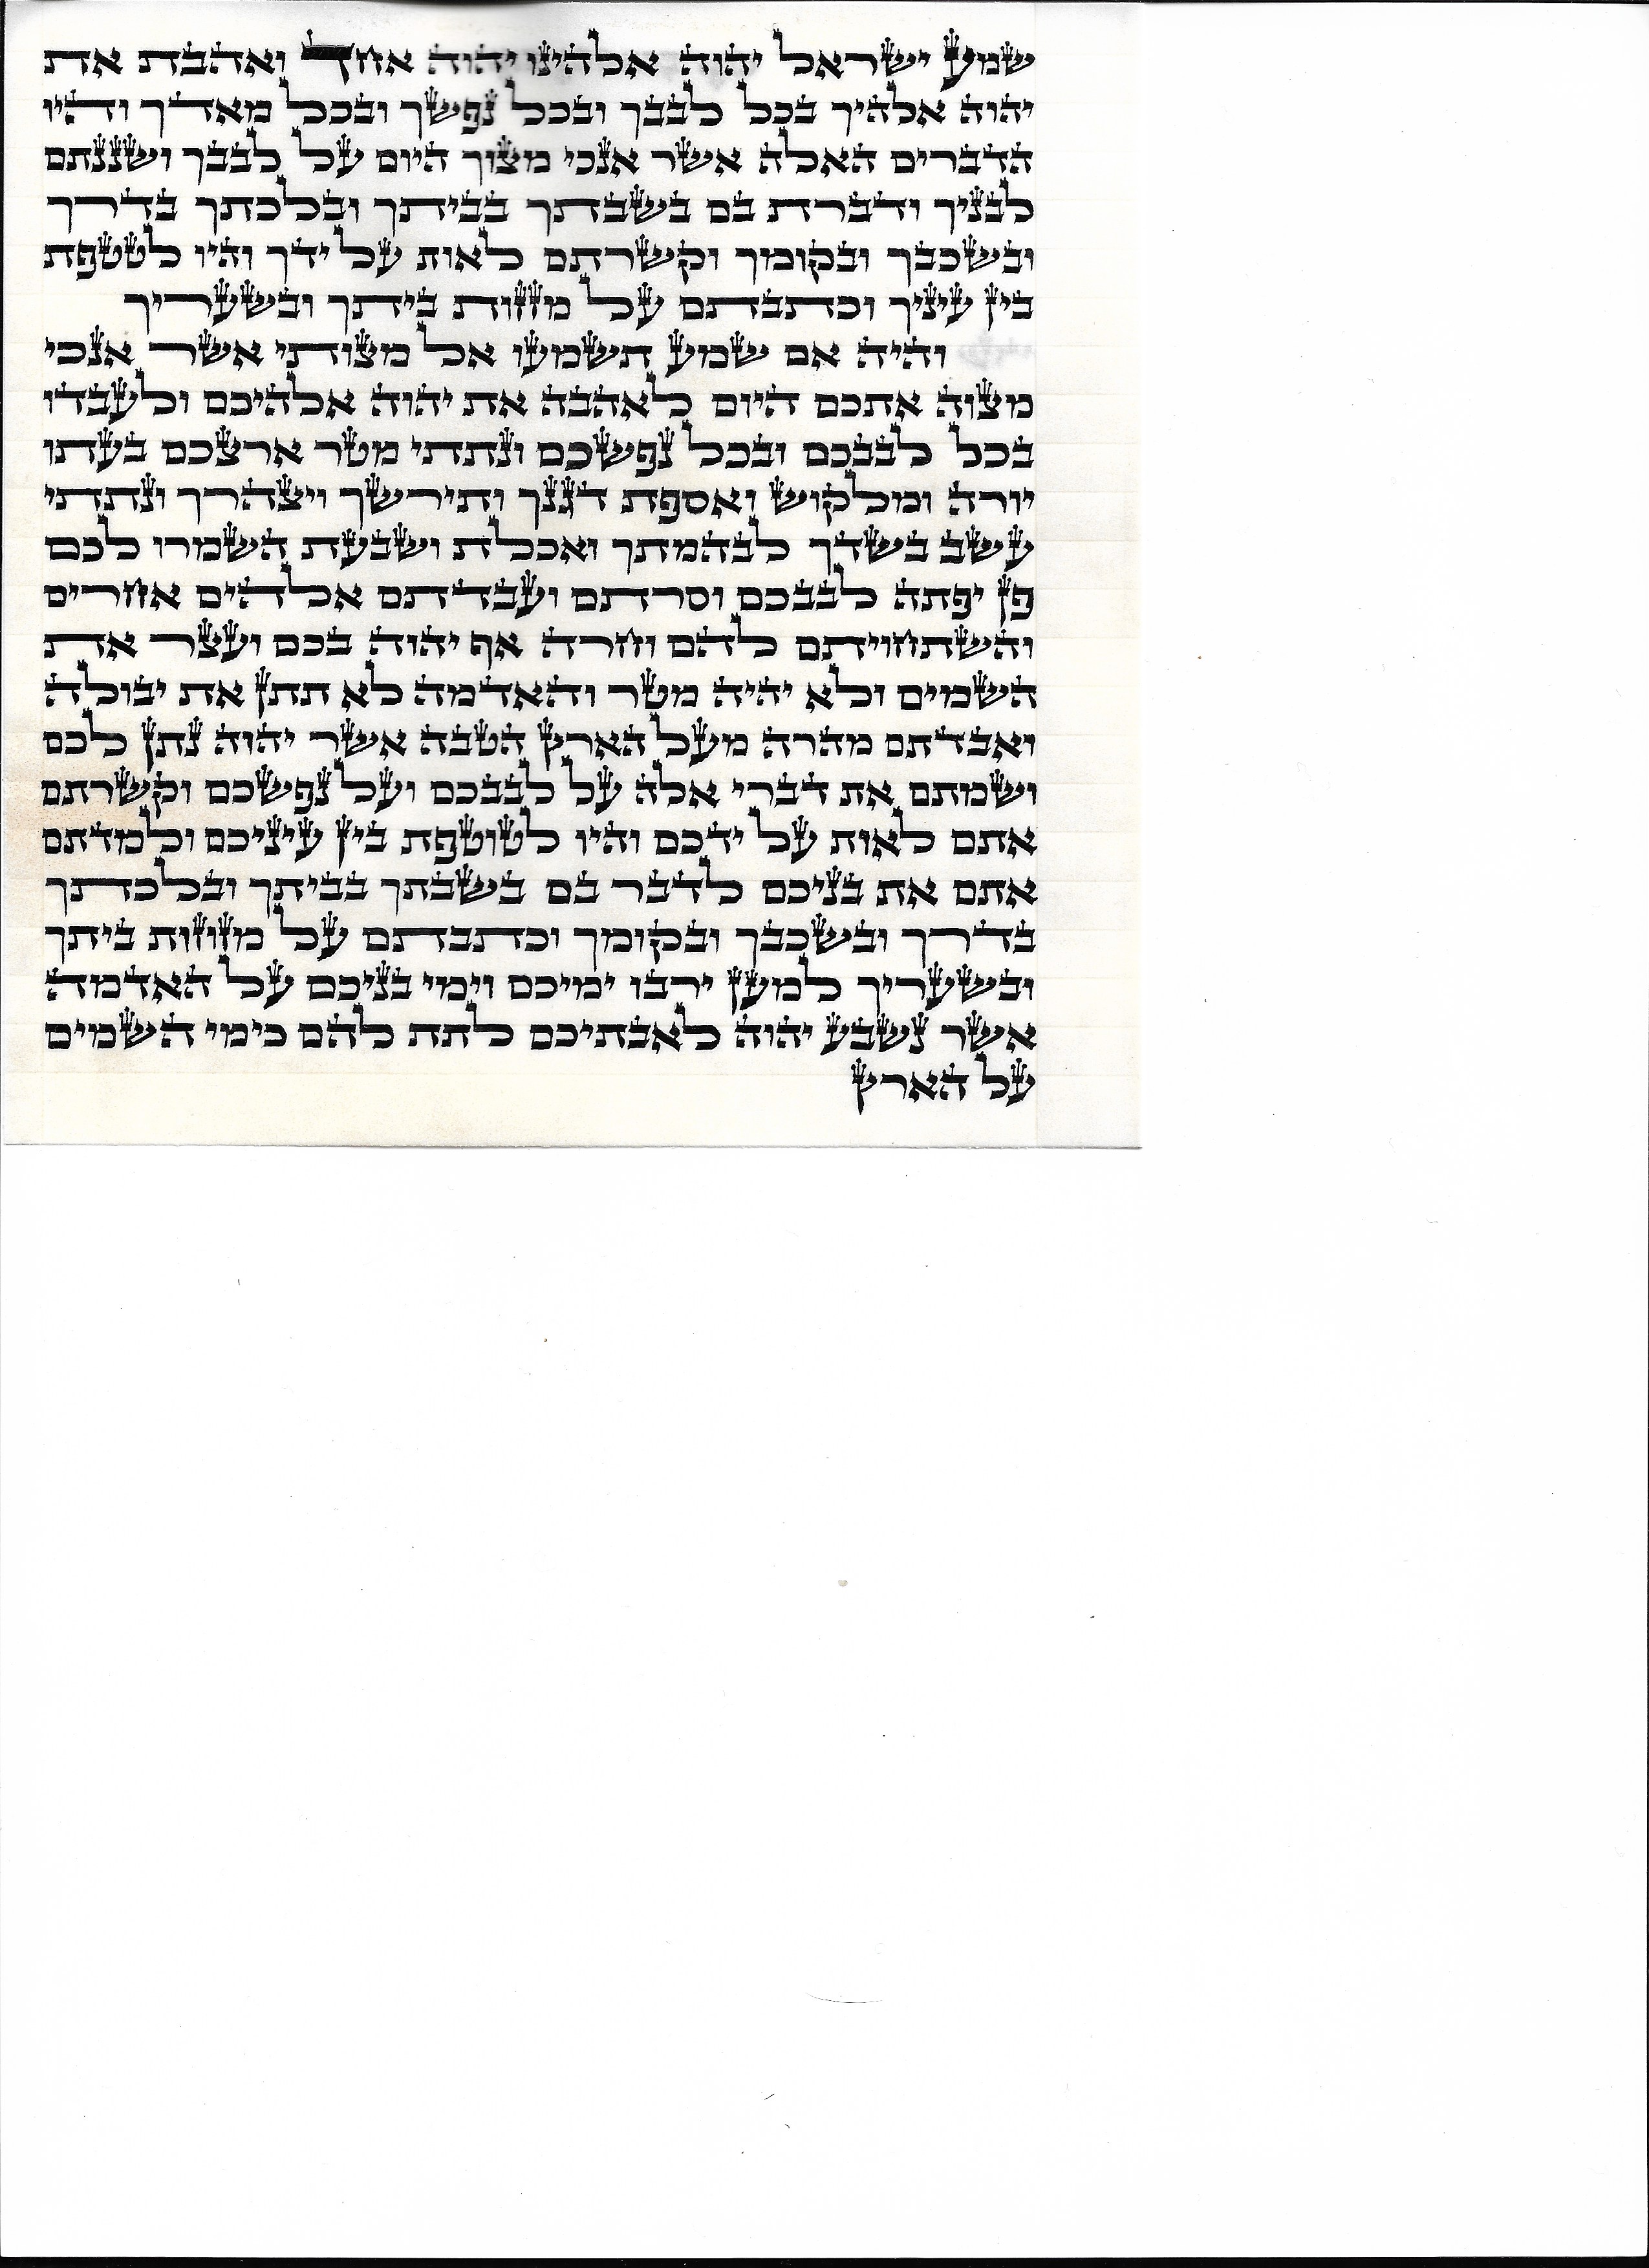 שמע ישראל יהוה אלהינו יהוה אחד ואהבת את
יהוה אלהיך בכל לבבך ובכל נפשך ובכל מאדך והיו
הדברים האלה אשר אנכי מצוך היום על לבבך ושננתם
לבניך ודברת בם בשבתך בביתך ובלכתך בדרך
ובשכבך ובקומך וקשרתם לאות על ידך והיו לטטפת
בין עיניך וכתבתם על מזזות ביתך ובשעריך
והיה אם שמע תשמעו אל מצותי אשר אנכי
מצוה אתכם היום לאהבה את יהוה אלהיכם ולעבדו
בכל לבבכם ובכל נפשכם ונתתי מטר ארצכם בעתו
יורה ומלקוש ואספת דגנך ותירשך ויצהרך ונתתי
עשב בשדך לבהמתך ואכלת ושבעת השמרו לכם
פן יפתה לבבכם וסרתם ועבדתם אלהים אחרים
והשתחויתם להם וחרה אף יהוה בכם ועצר את
השמים ולא יהיה מטר והאדמה לא תתן את יבולה
ואבדתם מהרה מעל הארץ הטבה אשר יהוה נתן לכם
ושמתם את דברי אלה על לבבכם ועל נפשכם וקשרתם
אתם לאות על ידכם והיו לטוטפת בין עיניכם ולמדתם
אתם את בניכם לדבר בם בשבתך בביתך ובלכתך
בדרך ובשכבך ובקומך וכתבתם על מזוזות ביתך
ובשעריך למען ירבו ימיכם וימי בניכם על האדמה
אשר נשבע יהוה לאבתיכם לתת להם כימי השמים
על הארץ